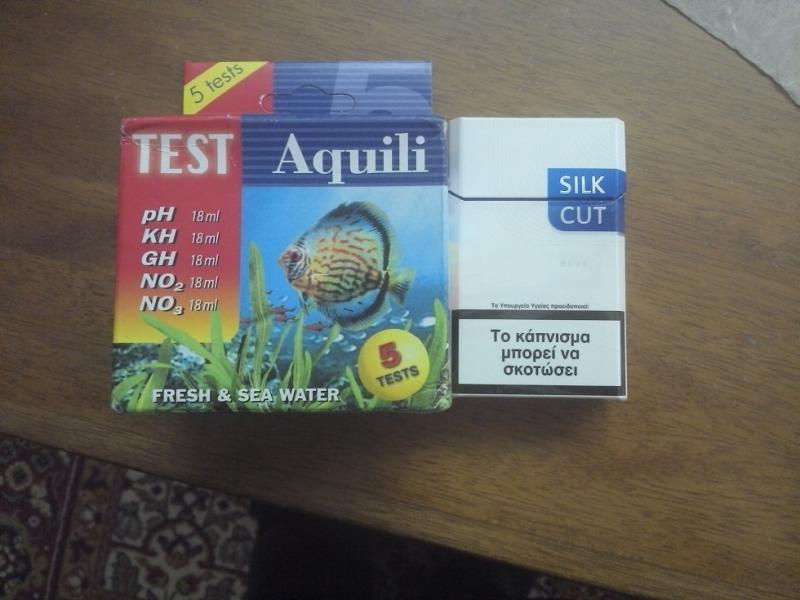 5 tests
5
TEST
Aquili
pH 18ml
KH 18ml
GH 18ml
NO₂ 18ml
NO₃ 18ml
5
TESTS
FRESH & SEA WATER
SILK
CUT
BLUE
Το Υπουργείο Υγείας προειδοποιεί:
Το κάπνισμα
μπορεί να
σκοτώσει